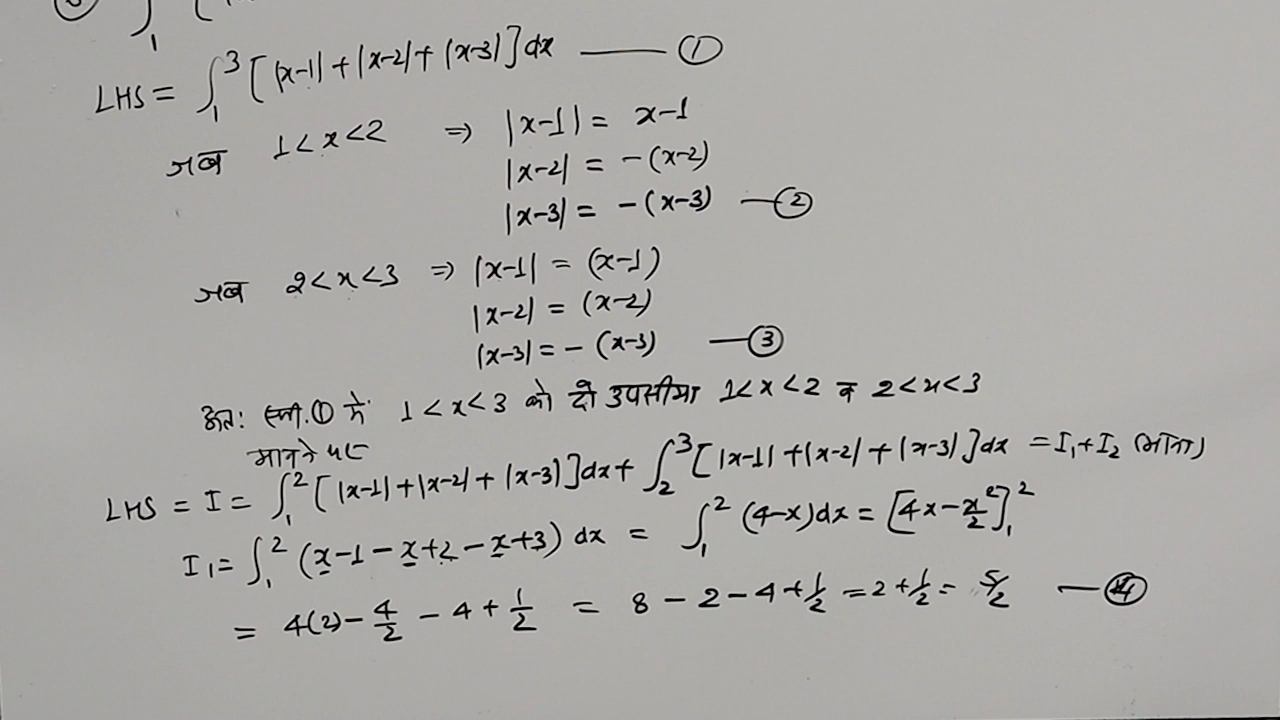 LHS = ∫₁³ [|x-1| + |x-2| + |x-3|] dx —— ①
जब 1 < x < 2 ⇒ |x-1| = x-1
|x-2| = -(x-2)
|x-3| = -(x-3) — ②
जब 2 < x < 3 ⇒ |x-1| = (x-1)
|x-2| = (x-2)
|x-3| = - (x-3) — ③
अतः समी. ① में 1 < x < 3 को दो उपसीमा 1 < x < 2 व 2 < x < 3
मानने पर
LHS = I = ∫₁² [|x-1| + |x-2| + |x-3|] dx + ∫₂³ [|x-1| + |x-2| + |x-3|] dx = I₁ + I₂ (माना)
I₁ = ∫₁² (x-1-x+2-x+3) dx = ∫₁² (4-x) dx = [4x - x²/2]₁²
= 4(2) - 4/2 - 4 + 1/2 = 8 - 2 - 4 + 1/2 = 2 + 1/2 = 5/2 — ④